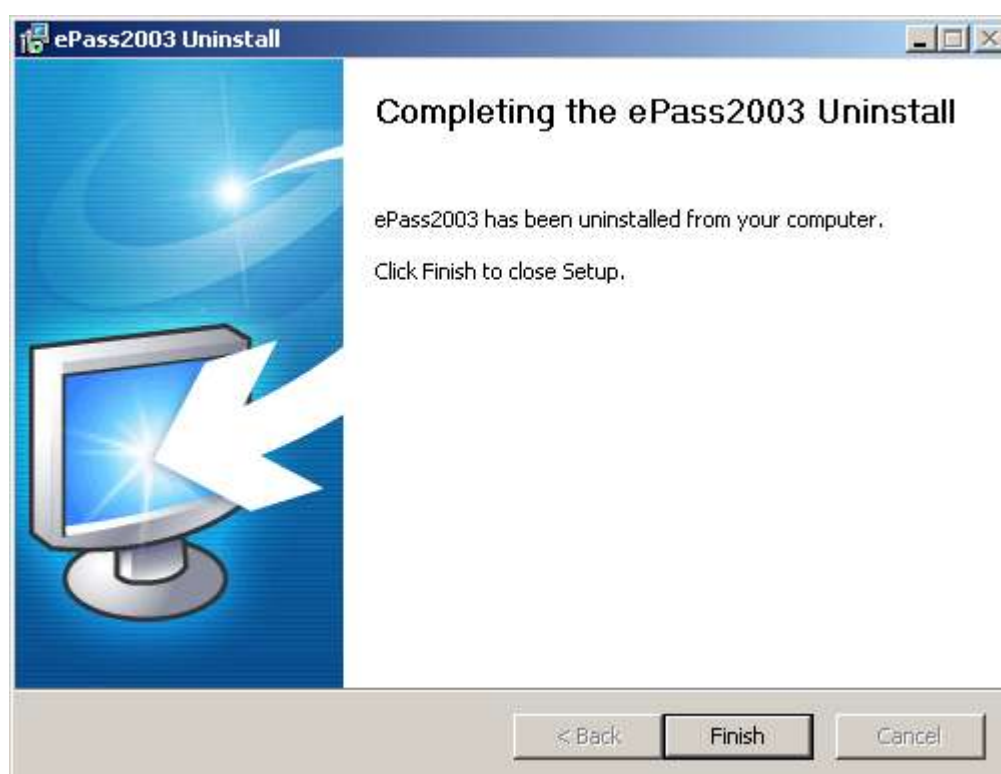 ePass2003 Uninstall
Completing the ePass2003 Uninstall
ePass2003 has been uninstalled from your computer.
Click Finish to close Setup.
< Back Finish Cancel